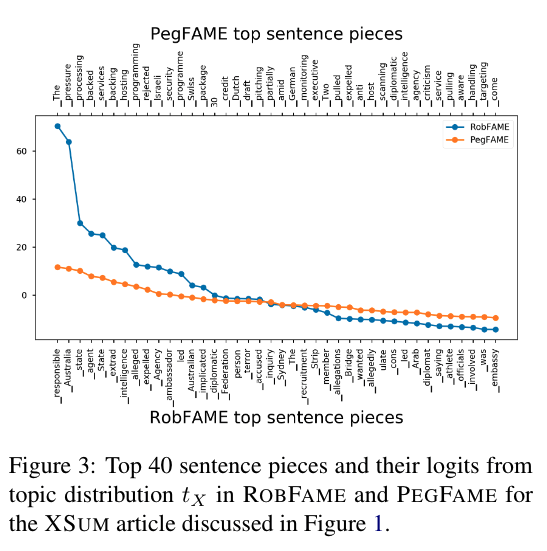 PegFAME top sentence pieces
_The
_pressure
_processing
_backed
_services
_backing
_hosting
_programming
_rejected
_Israeli
_security
_programme
_Swiss
_package
_30
_credit
_Dutch
_draft
_pitching
_partially
_amid
_German
_monitoring
_executive
_Two
_pulled
_expelled
_anti
_host
_scanning
_diplomatic
_intelligence
_agency
_criticism
_service
_pulling
_aware
_handling
_targeting
_come
RobFAME
PegFAME
60
40
20
0
_responsible
_Australia
_state
_agent
_State
_extrad
_intelligence
_alleged
_expelled
_Agency
_ambassador
_led
_Australian
_implicated
_diplomatic
_Federation
_person
_terror
_accused
_inquiry
_Sydney
_The
_recruitment
_Strip
_member
_allegations
_Bridge
_wanted
_allegedly
ulate
_cons
_led
_Arab
_diplomat
_saying
_athlete
_officials
_involved
_was
_embassy
RobFAME top sentence pieces
Figure 3: Top 40 sentence pieces and their logits from
topic distribution tX in ROBFAME and PEGFAME for
the XSUM article discussed in Figure 1.